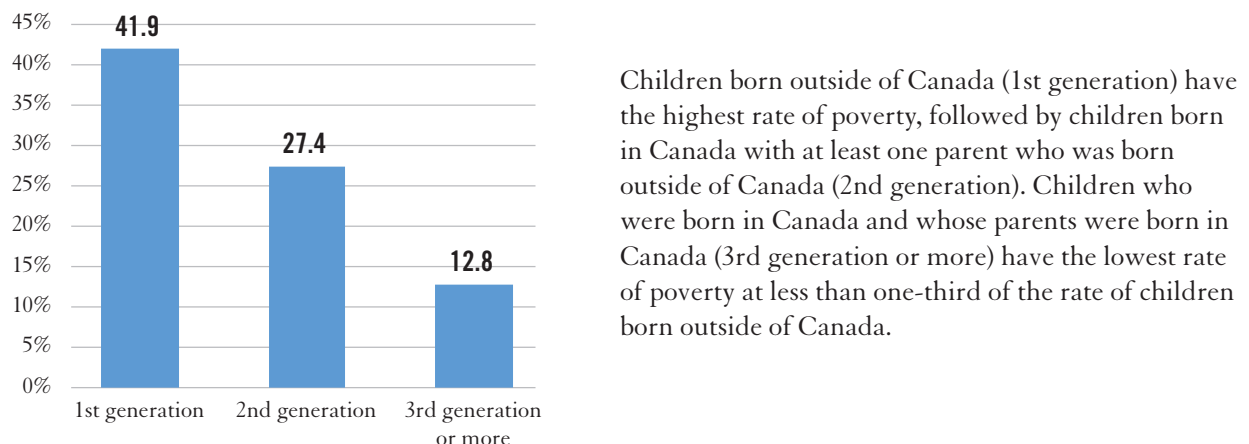 45%
41.9
40%
35%
30%
27.4
25%
20%
15%
12.8
10%
5%
0%
1st generation
2nd generation
3rd generation
or more
Children born outside of Canada (1st generation) have
the highest rate of poverty, followed by children born
in Canada with at least one parent who was born
outside of Canada (2nd generation). Children who
were born in Canada and whose parents were born in
Canada (3rd generation or more) have the lowest rate
of poverty at less than one-third of the rate of children
born outside of Canada.